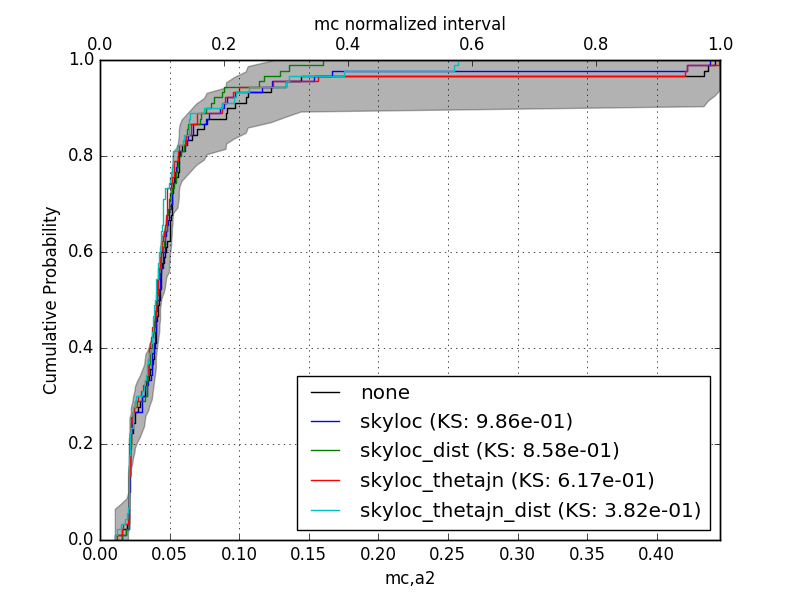 mc normalized interval
0.0 0.2 0.4 0.6 0.8 1.0
1.0
0.8
0.6
0.4
0.2
0.0
Cumulative Probability
none
skyloc (KS: 9.86e-01)
skyloc_dist (KS: 8.58e-01)
skyloc_thetajn (KS: 6.17e-01)
skyloc_thetajn_dist (KS: 3.82e-01)
0.00 0.05 0.10 0.15 0.20 0.25 0.30 0.35 0.40
mc,a2